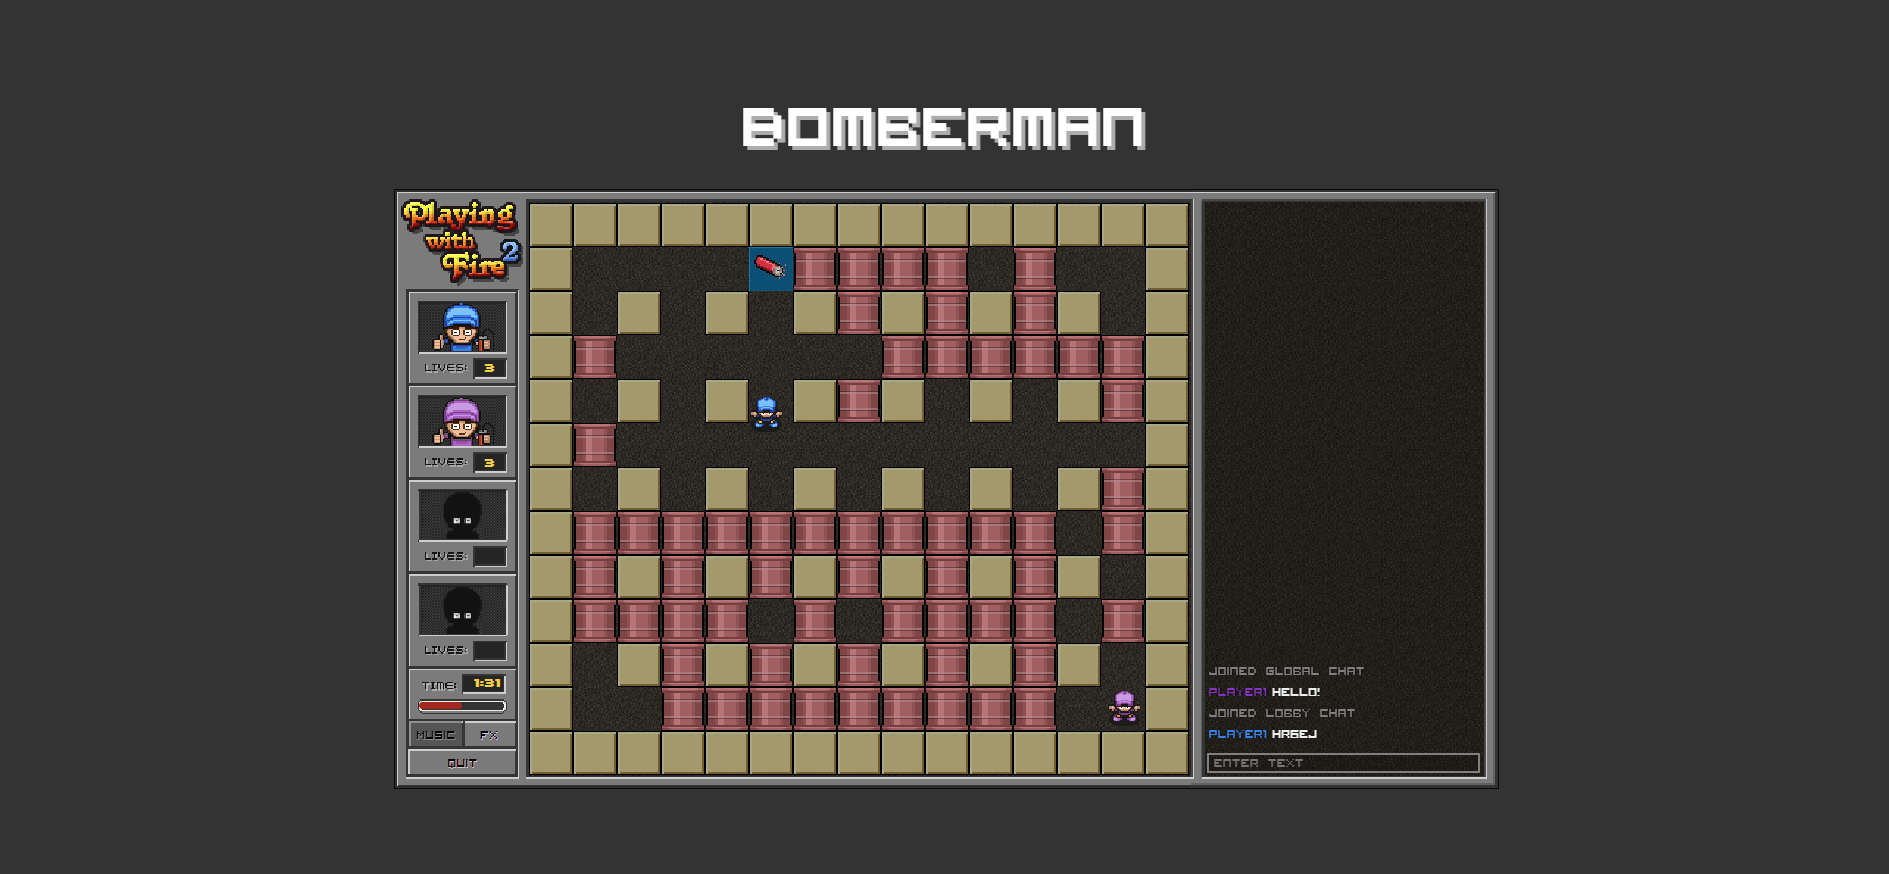 BOMBERMAN
Playing
with
Fire 2
LIVES: 3
LIVES: 3
LIVES:
LIVES:
TIME: 1:31
MUSIC FX
QUIT
JOINED GLOBAL CHAT
PLAYER1 HELLO!
JOINED LOBBY CHAT
PLAYER1 HR6EJ
ENTER TEXT